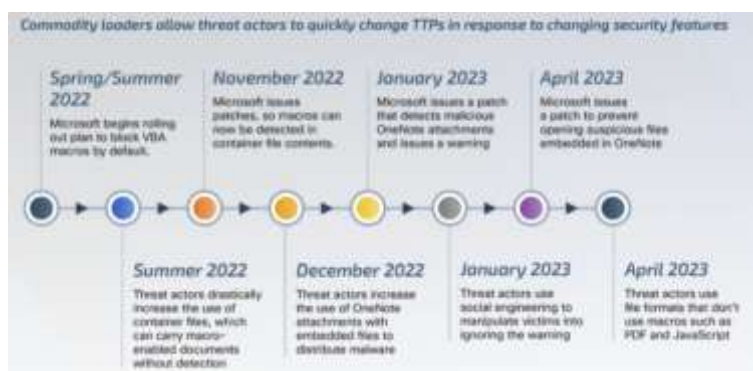 Commodity loaders allow threat actors to quickly change TTPs in response to changing security features
Spring/Summer
2022
Microsoft begins rolling
out plan to block VBA
macros by default.
November 2022
Microsoft issues
patches, so macros can
now be detected in
container file contents.
January 2023
Microsoft issues a patch
that detects malicious
OneNote attachments
and issues a warning
April 2023
Microsoft issues
a patch to prevent
opening suspicious files
embedded in OneNote
Summer 2022
Threat actors drastically
increase the use of
container files, which
can carry macro-
enabled documents
without detection
December 2022
Threat actors increase
the use of OneNote
attachments with
embedded files to
distribute malware
January 2023
Threat actors use
social engineering to
manipulate victims into
ignoring the warning
April 2023
Threat actors use
file formats that don't
use macros such as
PDF and JavaScript